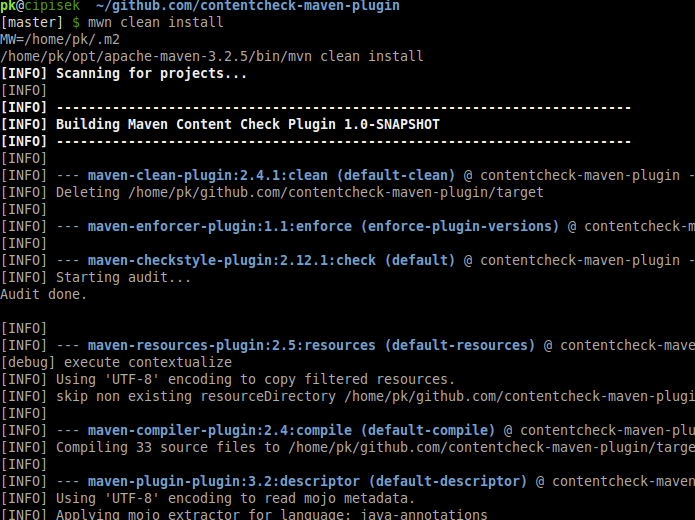 pk@cipisek ~/github.com/contentcheck-maven-plugin
[master] $ mwn clean install
MW=/home/pk/.m2
/home/pk/opt/apache-maven-3.2.5/bin/mvn clean install
[INFO] Scanning for projects...
[INFO]
[INFO] ------------------------------------------------------------------------
[INFO] Building Maven Content Check Plugin 1.0-SNAPSHOT
[INFO] ------------------------------------------------------------------------
[INFO]
[INFO] --- maven-clean-plugin:2.4.1:clean (default-clean) @ contentcheck-maven-plugin -
[INFO] Deleting /home/pk/github.com/contentcheck-maven-plugin/target
[INFO]
[INFO] --- maven-enforcer-plugin:1.1:enforce (enforce-plugin-versions) @ contentcheck-m
[INFO]
[INFO] --- maven-checkstyle-plugin:2.12.1:check (default) @ contentcheck-maven-plugin -
[INFO] Starting audit...
Audit done.
[INFO]
[INFO] --- maven-resources-plugin:2.5:resources (default-resources) @ contentcheck-mave
[debug] execute contextualize
[INFO] Using 'UTF-8' encoding to copy filtered resources.
[INFO] skip non existing resourceDirectory /home/pk/github.com/contentcheck-maven-plugi
[INFO]
[INFO] --- maven-compiler-plugin:2.4:compile (default-compile) @ contentcheck-maven-plu
[INFO] Compiling 33 source files to /home/pk/github.com/contentcheck-maven-plugin/targe
[INFO]
[INFO] --- maven-plugin-plugin:3.2:descriptor (default-descriptor) @ contentcheck-maven
[INFO] Using 'UTF-8' encoding to read mojo metadata.
[INFO] Applying mojo extractor for language: java-annotations